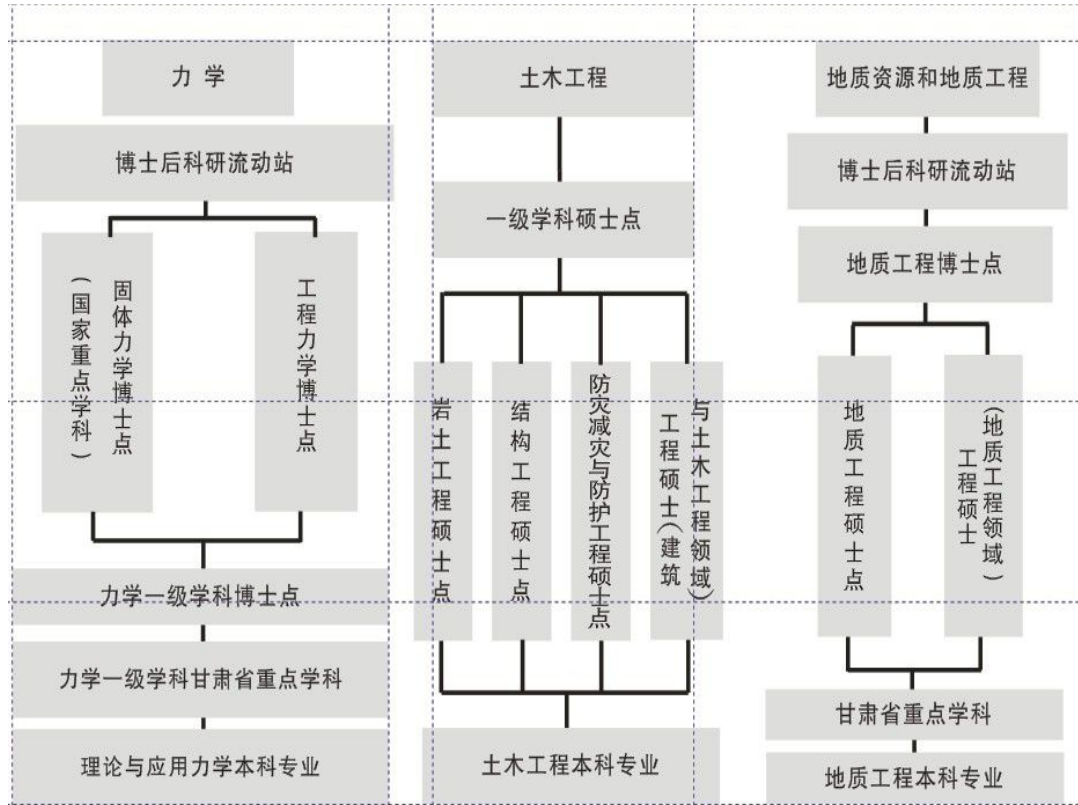 力 学
博士后科研流动站
固体力学博士点
(国家重点学科)
工程力学博士点
力学一级学科博士点
力学一级学科甘肃省重点学科
理论与应用力学本科专业
土木工程
一级学科硕士点
岩土工程硕士点
结构工程硕士点
防灾减灾与防护工程硕士点
工程硕士(建筑
与土木工程领域)
土木工程本科专业
地质资源和地质工程
博士后科研流动站
地质工程博士点
地质工程硕士点
工程硕士
(地质工程领域)
甘肃省重点学科
地质工程本科专业